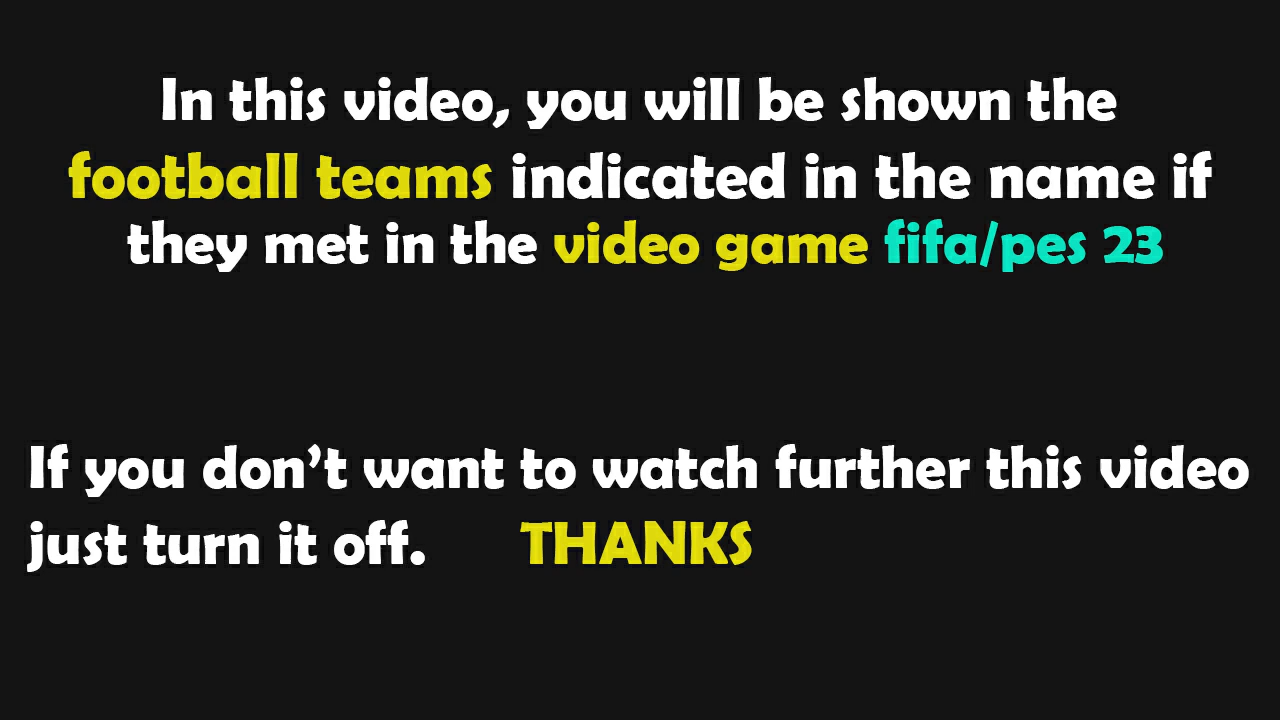 In this video, you will be shown the
football teams indicated in the name if
they met in the video game fifa/pes 23
If you don’t want to watch further this video
just turn it off. THANKS